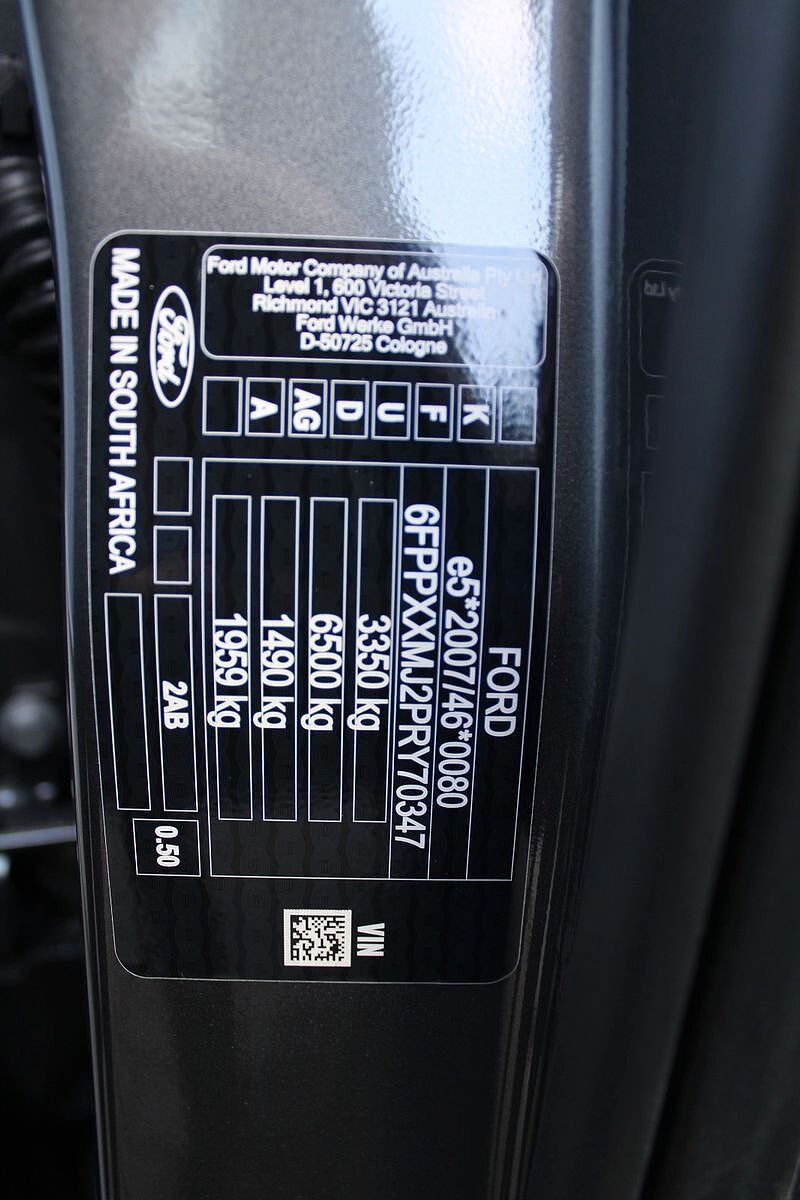 Ford Motor Company of Australia Pty Ltd
Level 1, 600 Victoria Street
Richmond VIC 3121 Australia
Ford Werke GmbH
D-50725 Cologne
K
F
U
D
AG
A
FORD
e5*2007/46*0080
6FPPXXMJ2PRY70347
3350 kg
6500 kg
1490 kg
1959 kg
VIN
Ford
2AB
0.50
MADE IN SOUTH AFRICA